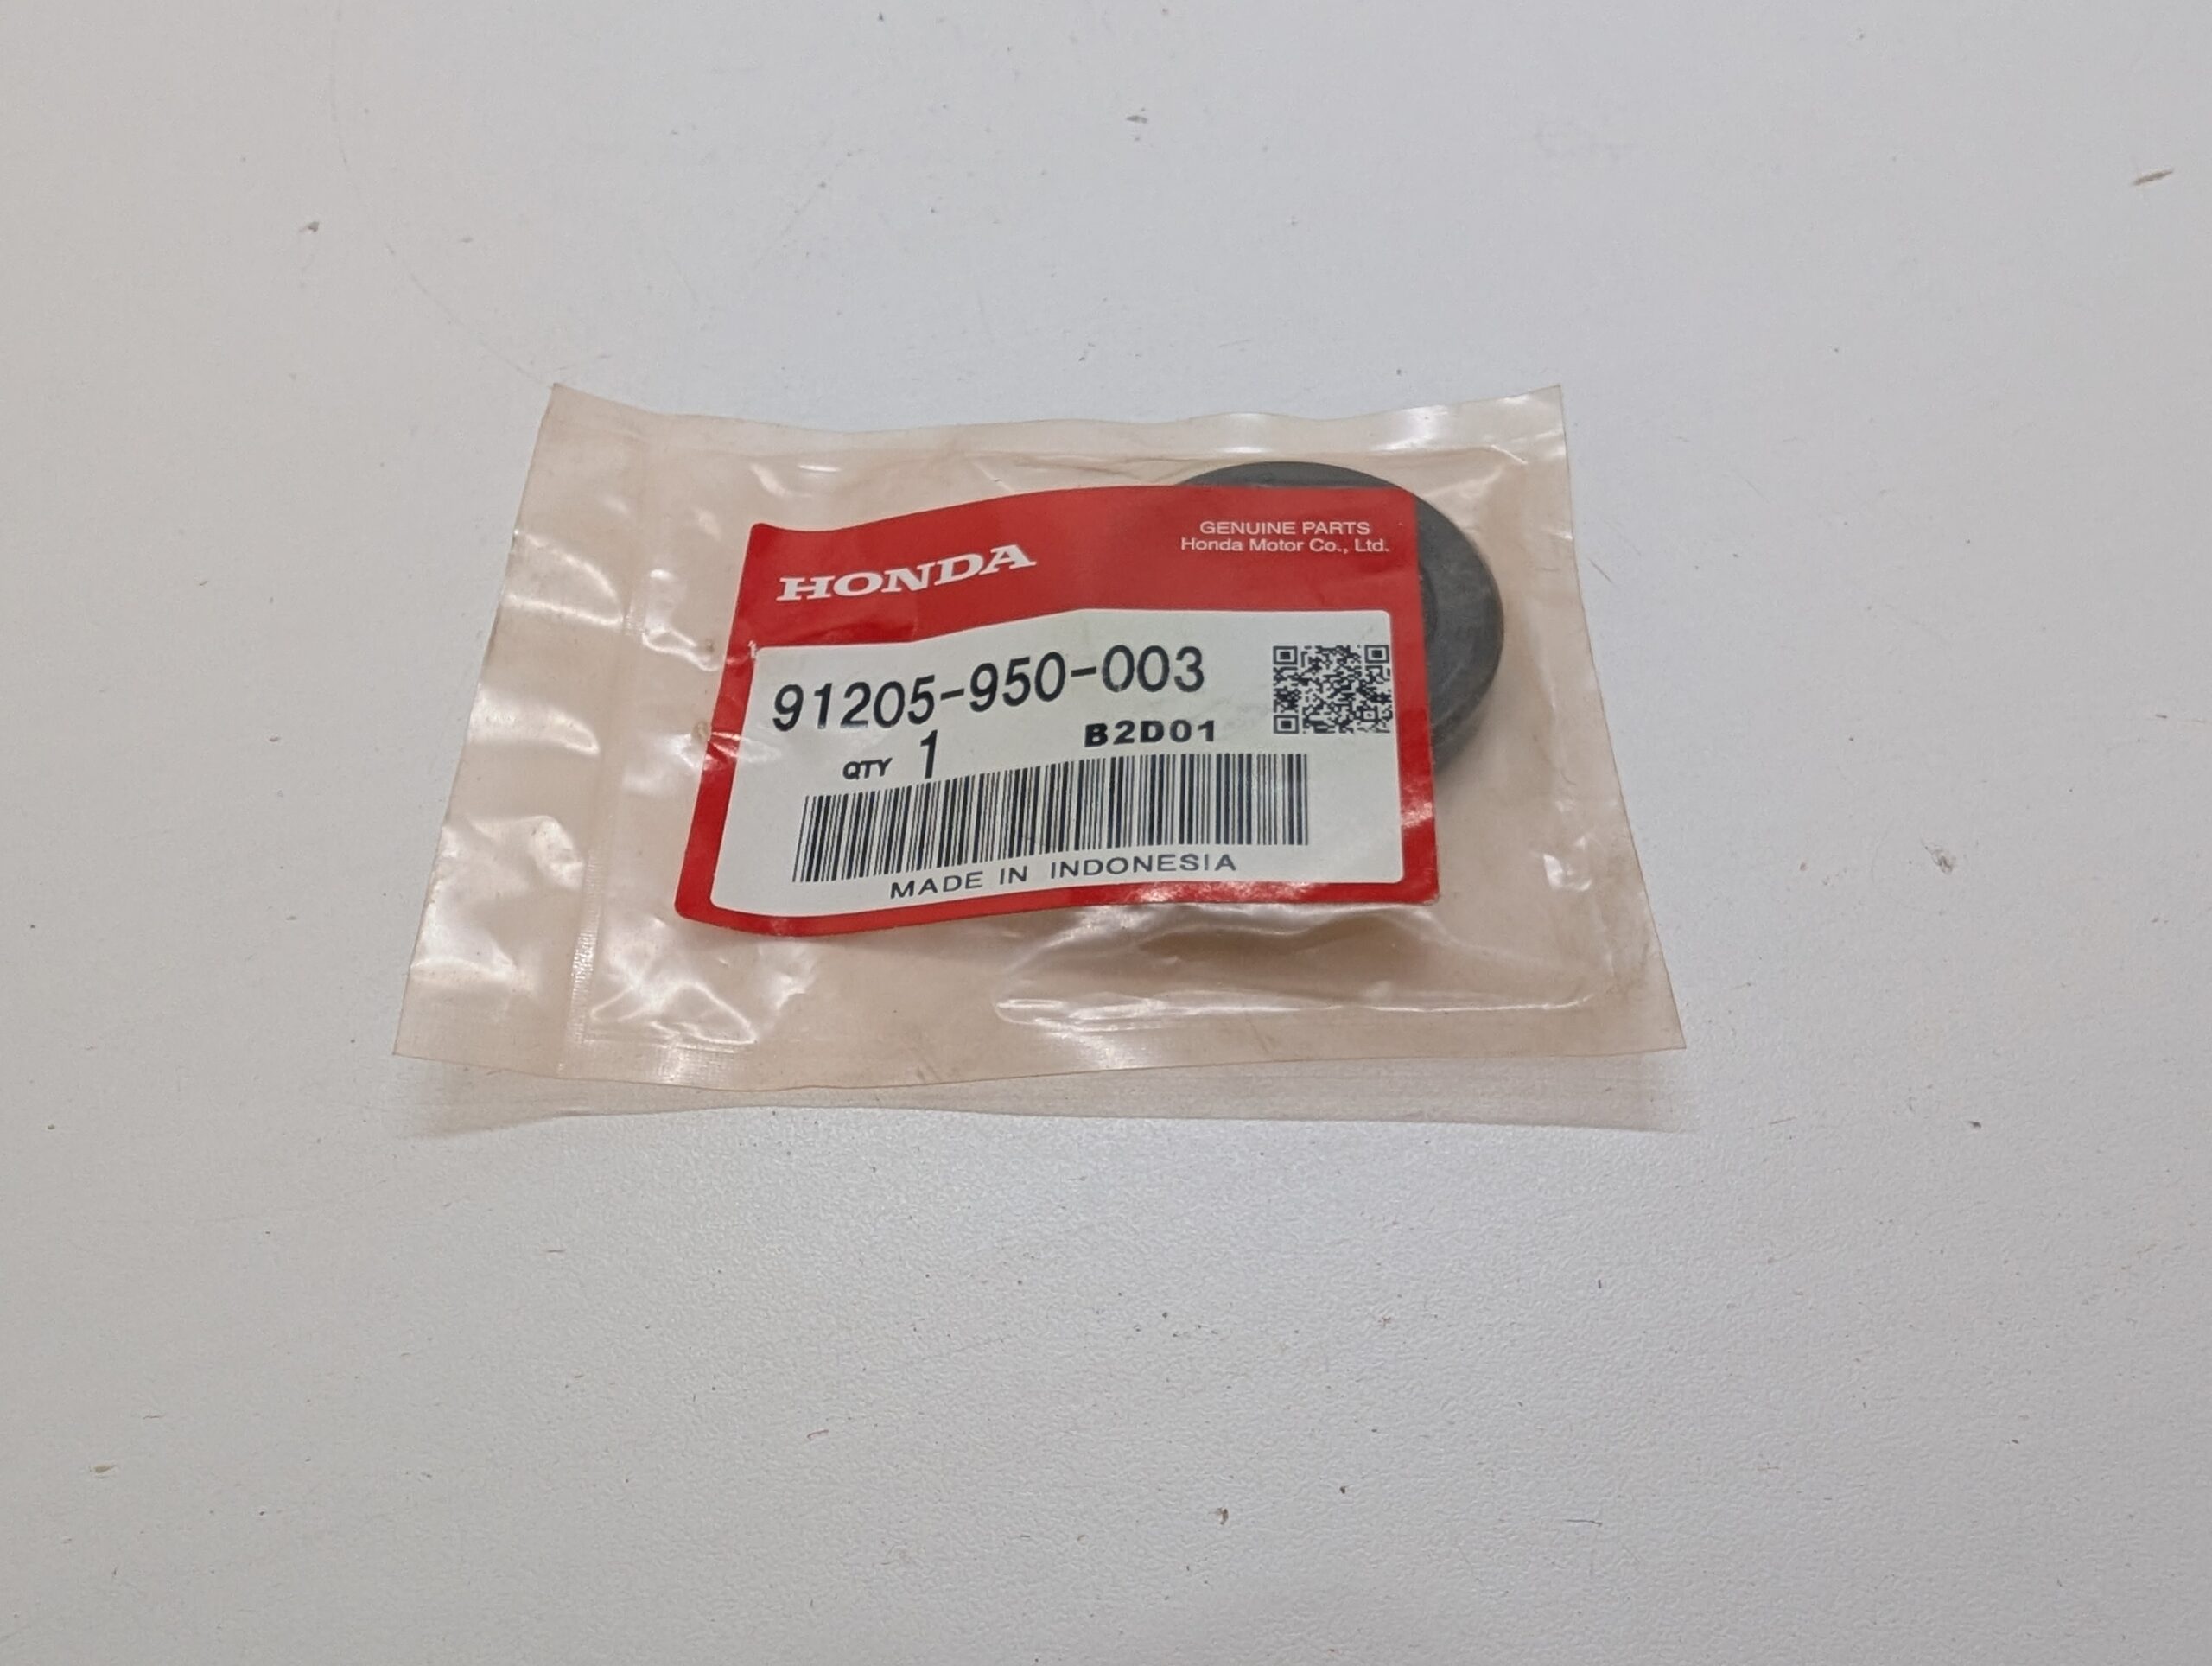 HONDA
GENUINE PARTS
Honda Motor Co., Ltd.
91205-950-003
QTY 1
B2D01
MADE IN INDONESIA